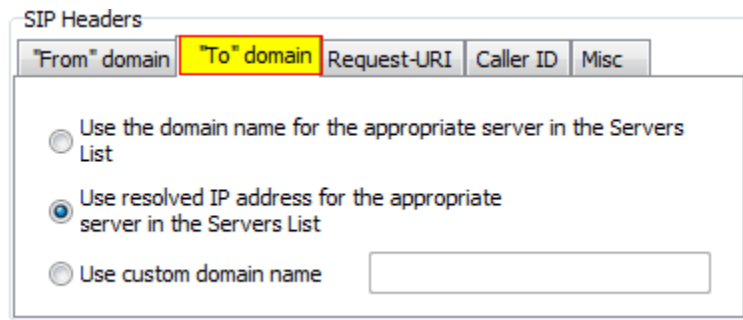 SIP Headers
"From" domain "To" domain Request-URI Caller ID Misc
Use the domain name for the appropriate server in the Servers
List
Use resolved IP address for the appropriate
server in the Servers List
Use custom domain name